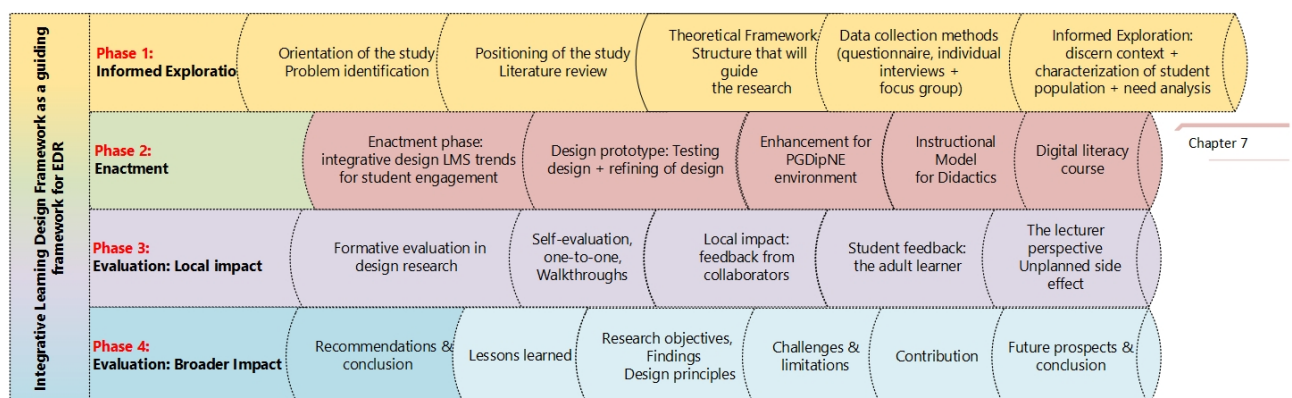 Integrative Learning Design Framework as a guiding
framework for EDR
Phase 1:
Informed Exploratio
Orientation of the study
Problem identification
Positioning of the study
Literature review
Theoretical Framework
Structure that will
guide
the research
Data collection methods
(questionnaire, individual
interviews +
focus group)
Informed Exploration:
discern context +
characterization of student
population + need analysis
Phase 2:
Enactment
Enactment phase:
integrative design LMS trends
for student engagement
Design prototype: Testing
design + refining of design
Enhancement for
PGDipNE
environment
Instructional
Model
for Didactics
Digital literacy
course
Chapter 7
Phase 3:
Evaluation: Local impact
Formative evaluation in
design research
Self-evaluation,
one-to-one,
Walkthroughs
Local impact:
feedback from
collaborators
Student feedback:
the adult learner
The lecturer
perspective
Unplanned side
effect
Phase 4:
Evaluation: Broader Impact
Recommendations &
conclusion
Lessons learned
Research objectives,
Findings
Design principles
Challenges &
limitations
Contribution
Future prospects &
conclusion